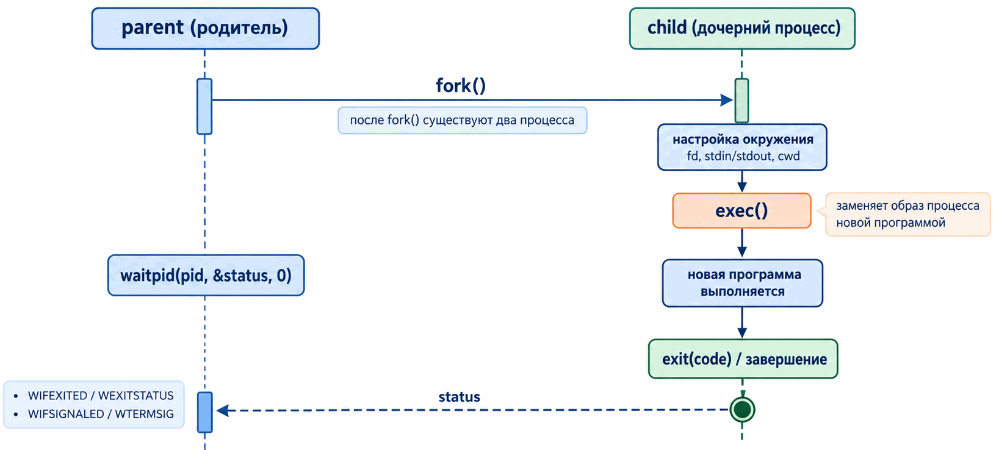 parent (родитель)
child (дочерний процесс)
fork()
после fork() существуют два процесса
настройка окружения
fd, stdin/stdout, cwd
exec()
заменяет образ процесса
новой программой
waitpid(pid, &status, 0)
новая программа
выполняется
exit(code) / завершение
status
• WIFEXITED / WEXITSTATUS
• WIFSIGNALED / WTERMSIG